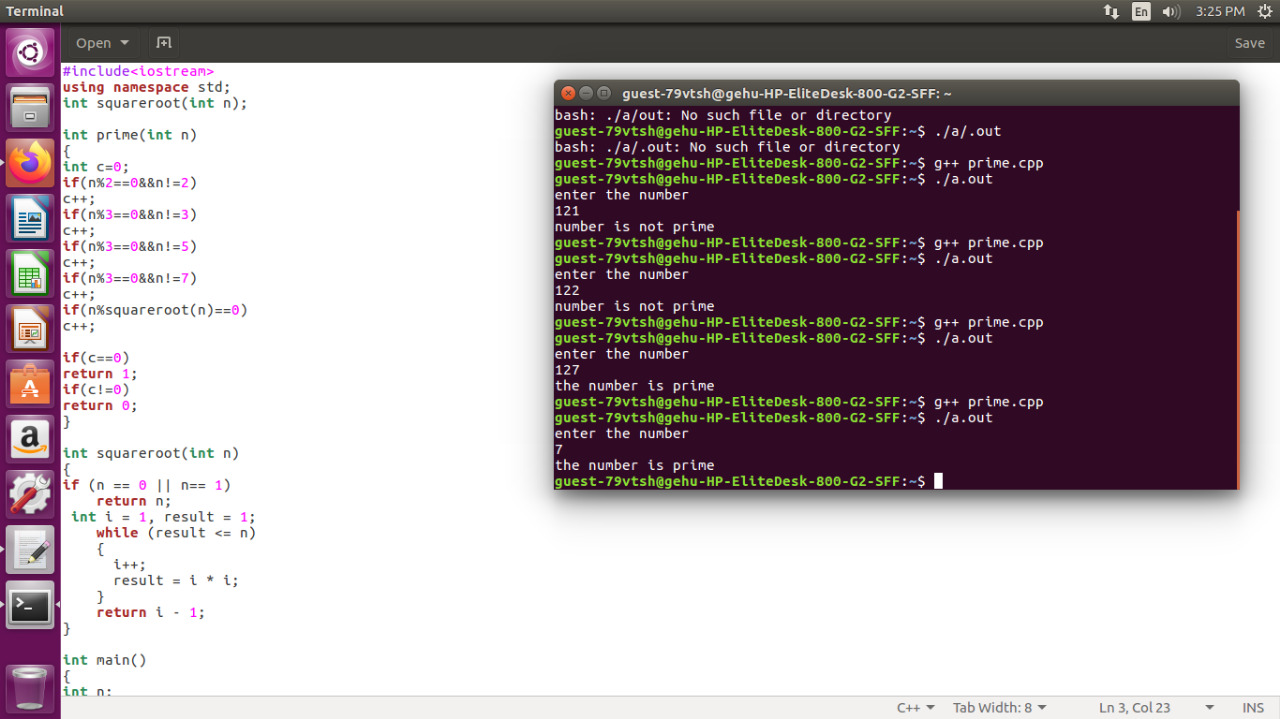 Terminal
En
3:25 PM
Open
Save
#include<iostream>
using namespace std;
int squareroot(int n);
int prime(int n)
{
int c=0;
if(n%2==0&&n!=2)
c++;
if(n%3==0&&n!=3)
c++;
if(n%3==0&&n!=5)
c++;
if(n%3==0&&n!=7)
c++;
if(n%squareroot(n)==0)
c++;
if(c==0)
return 1;
if(c!=0)
return 0;
}
int squareroot(int n)
{
if (n == 0 || n== 1)
    return n;
 int i = 1, result = 1;
    while (result <= n)
    {
      i++;
      result = i * i;
    }
    return i - 1;
}
int main()
{
int n;
guest-79vtsh@gehu-HP-EliteDesk-800-G2-SFF: ~
bash: ./a/out: No such file or directory
guest-79vtsh@gehu-HP-EliteDesk-800-G2-SFF:~$ ./a/.out
bash: ./a/.out: No such file or directory
guest-79vtsh@gehu-HP-EliteDesk-800-G2-SFF:~$ g++ prime.cpp
guest-79vtsh@gehu-HP-EliteDesk-800-G2-SFF:~$ ./a.out
enter the number
121
number is not prime
guest-79vtsh@gehu-HP-EliteDesk-800-G2-SFF:~$ g++ prime.cpp
guest-79vtsh@gehu-HP-EliteDesk-800-G2-SFF:~$ ./a.out
enter the number
122
number is not prime
guest-79vtsh@gehu-HP-EliteDesk-800-G2-SFF:~$ g++ prime.cpp
guest-79vtsh@gehu-HP-EliteDesk-800-G2-SFF:~$ ./a.out
enter the number
127
the number is prime
guest-79vtsh@gehu-HP-EliteDesk-800-G2-SFF:~$ g++ prime.cpp
guest-79vtsh@gehu-HP-EliteDesk-800-G2-SFF:~$ ./a.out
enter the number
7
the number is prime
guest-79vtsh@gehu-HP-EliteDesk-800-G2-SFF:~$
C++
Tab Width: 8
Ln 3, Col 23
INS